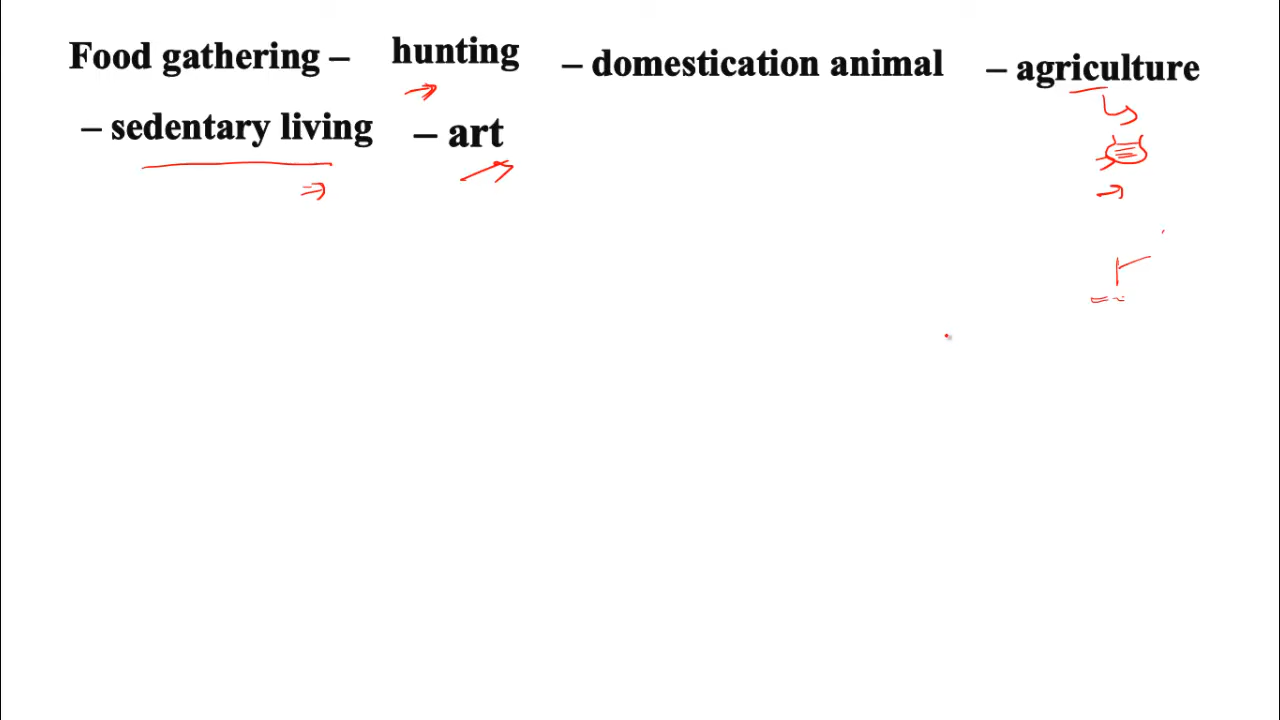 Food gathering – hunting – domestication animal – agriculture
– sedentary living – art